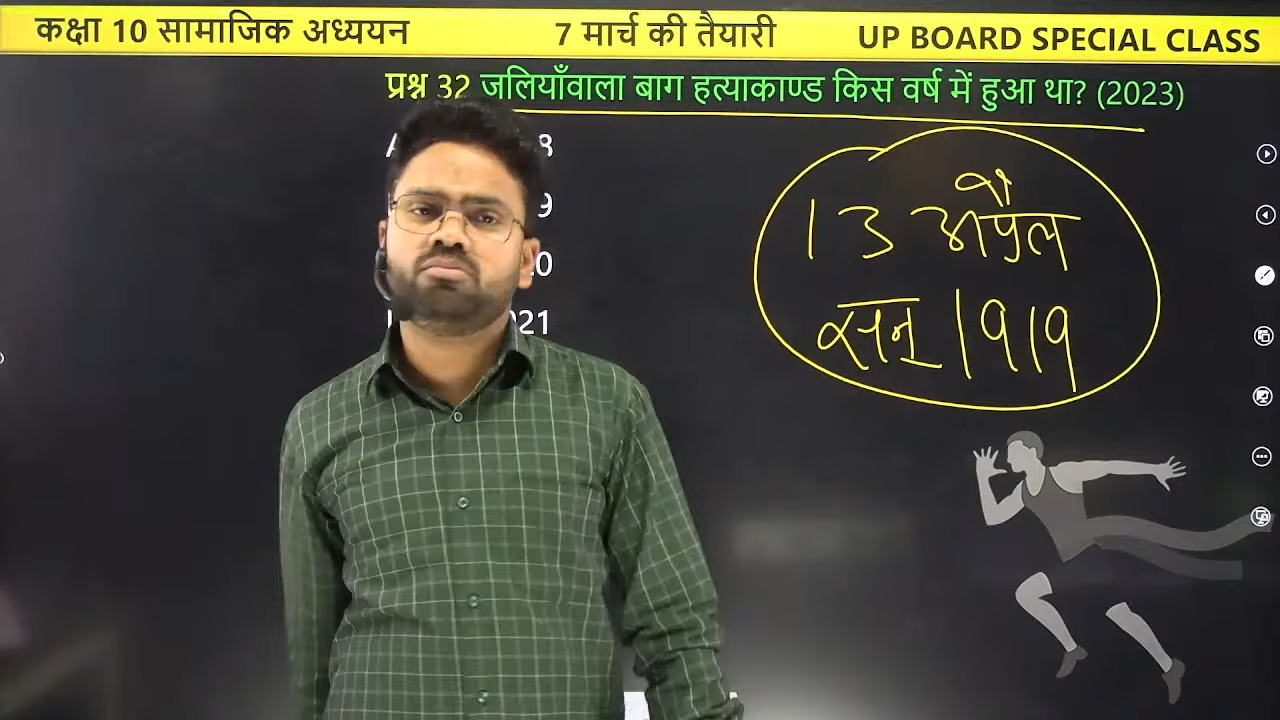 कक्षा 10 सामाजिक अध्ययन 7 मार्च की तैयारी UP BOARD SPECIAL CLASS
प्रश्न 32 जलियाँवाला बाग हत्याकाण्ड किस वर्ष में हुआ था? (2023)
13 अप्रैल
सन् 1919